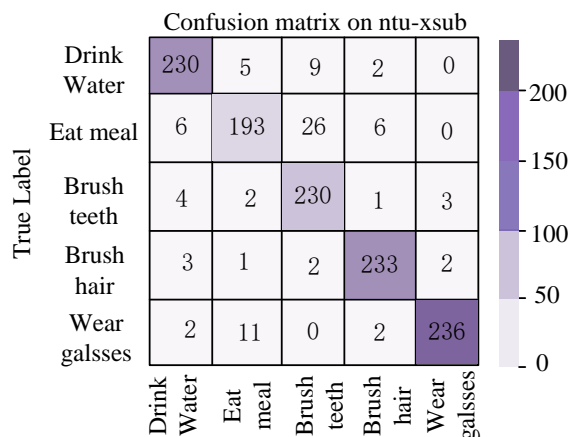 Confusion matrix on ntu-xsub
True Label
Drink
Water
230 5 9 2 0
Eat meal
6 193 26 6 0
Brush
teeth
4 2 230 1 3
Brush
hair
3 1 2 233 2
Wear
galsses
2 11 0 2 236
Drink
Water
Eat
meal
Brush
teeth
Brush
hair
Wear
galsses
200
150
100
50
0